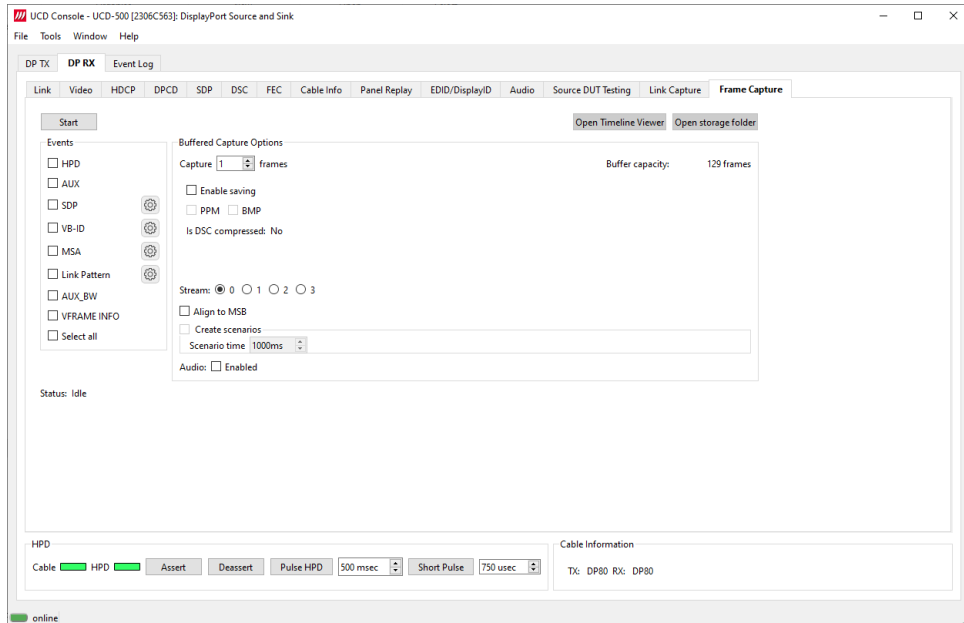 UCD Console - UCD-500 [2306C563]: DisplayPort Source and Sink
File Tools Window Help
DP TX DP RX Event Log
Link Video HDCP DPCD SDP DSC FEC Cable Info Panel Replay EDID/DisplayID Audio Source DUT Testing Link Capture Frame Capture
Start Open Timeline Viewer Open storage folder
Events
HPD
AUX
SDP
VB-ID
MSA
Link Pattern
AUX_BW
VFRAME INFO
Select all
Buffered Capture Options
Capture 1 frames Buffer capacity: 129 frames
Enable saving
PPM BMP
Is DSC compressed: No
Stream: 0 1 2 3
Align to MSB
Create scenarios
Scenario time 1000ms
Audio: Enabled
Status: Idle
HPD
Cable HPD Assert Deassert Pulse HPD 500 msec Short Pulse 750 usec
Cable Information
TX: DP80 RX: DP80
online